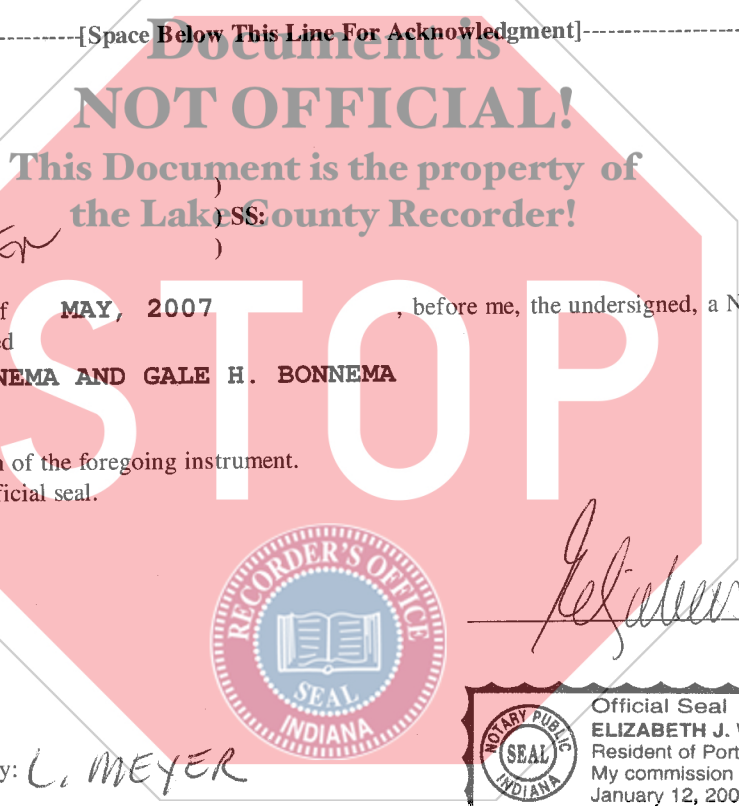 --------[Space Below This Line For Acknowledgment]--------
Document is
NOT OFFICIAL!
This Document is the property of
the Lake County Recorder!
)
) SS:
)
MAY, 2007 , before me, the undersigned, a
NEMA AND GALE H. BONNEMA
of the foregoing instrument.
ficial seal.
STOP
RECORDER'S OFFICE
SEAL
INDIANA
y: L. MEYER
NOTARY PUBLIC
SEAL
INDIANA
Official Seal
ELIZABETH J.
Resident of Port
My commission
January 12, 200